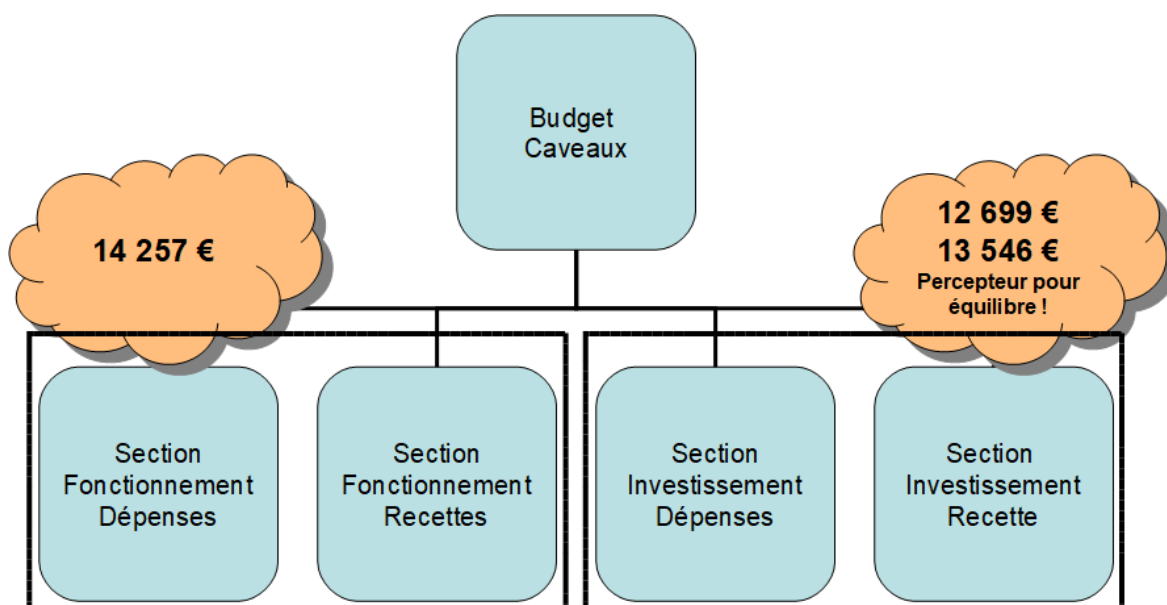 Budget
Caveaux
14 257 €
12 699 €
13 546 €
Percepteur pour
équilibre !
Section
Fonctionnement
Dépenses
Section
Fonctionnement
Recettes
Section
Investissement
Dépenses
Section
Investissement
Recette